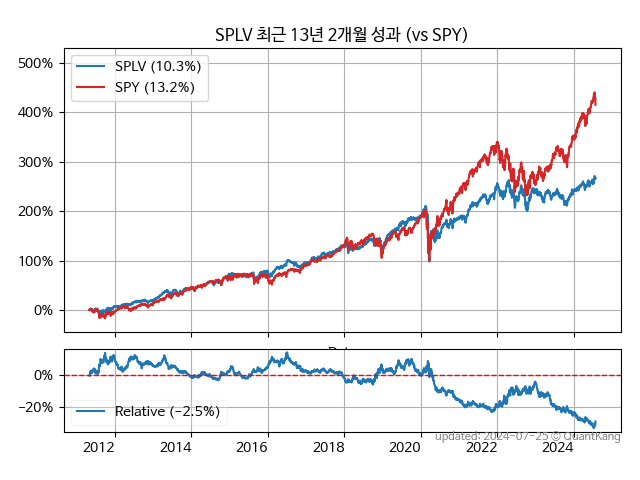 SPLV 최근 13년 2개월 성과 (vs SPY)
500%
400%
300%
200%
100%
0%
SPLV (10.3%)
SPY (13.2%)
0%
−20%
Relative (−2.5%)
2012 2014 2016 2018 2020 2022 2024
updated: 2024-07-25 © QuantKang